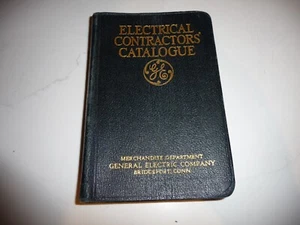 ELECTRICAL
CONTRACTORS'
CATALOGUE
GE
MERCHANDISE DEPARTMENT
GENERAL ELECTRIC COMPANY
BRIDGEPORT, CONN.